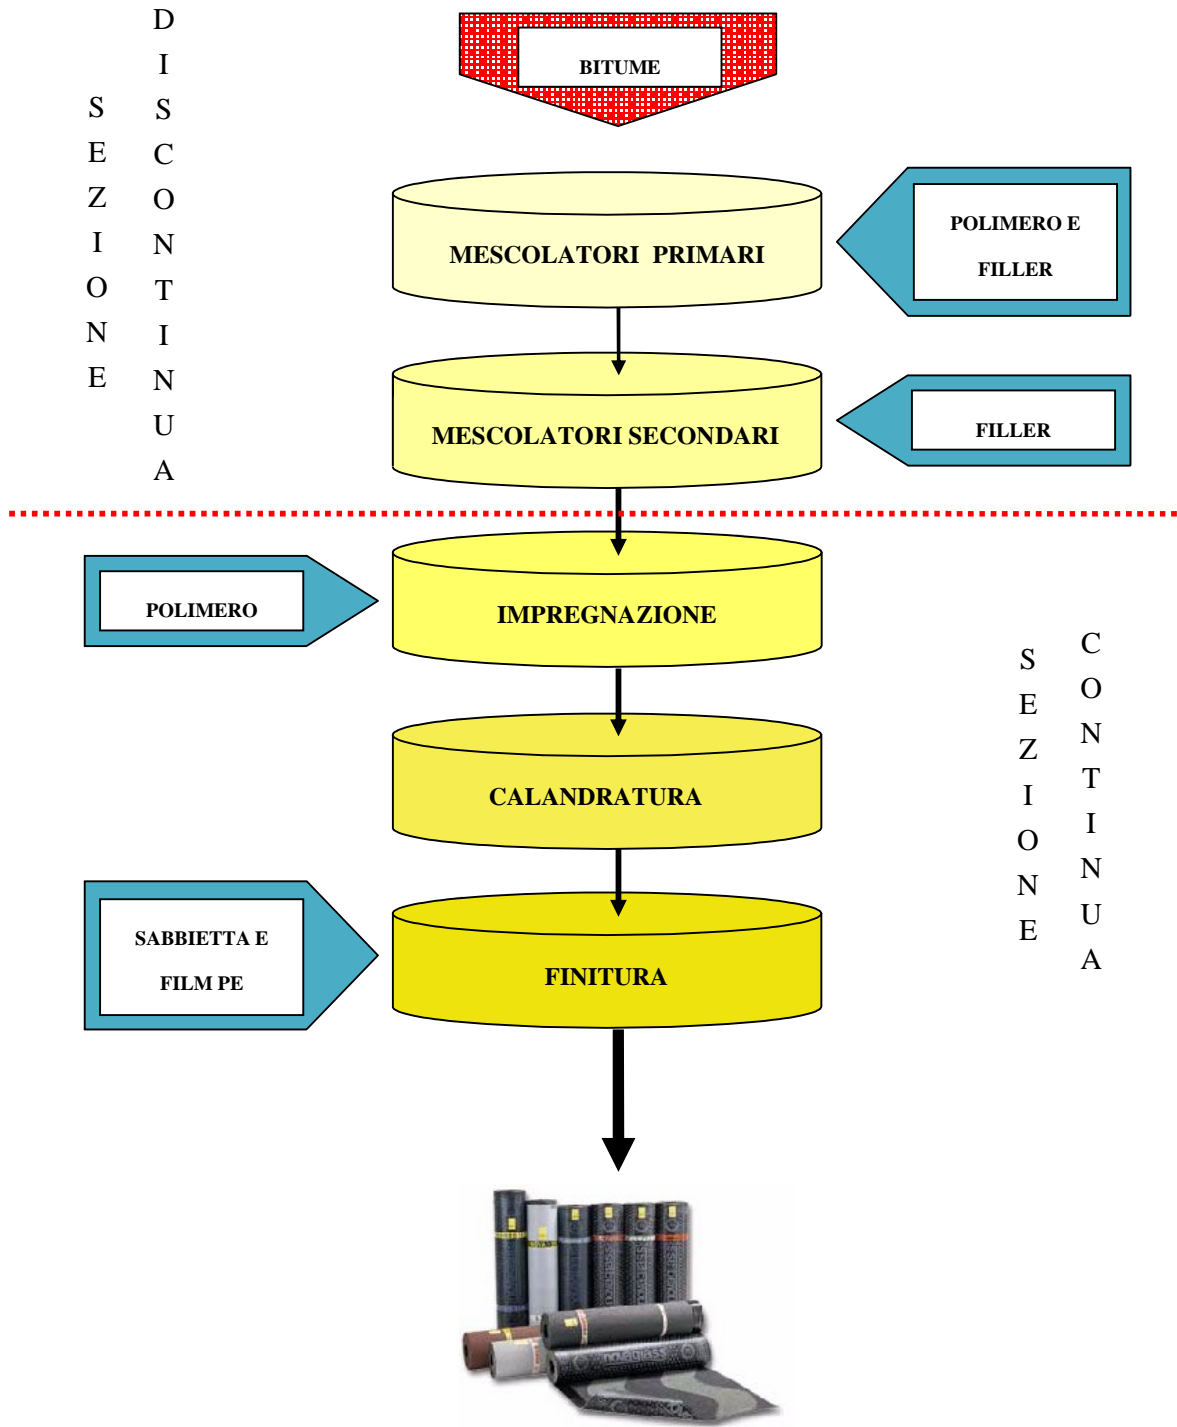 SEZIONE
DISCONTINUA
BITUME
MESCOLATORI PRIMARI
POLIMERO E
FILLER
MESCOLATORI SECONDARI
FILLER
POLIMERO
IMPREGNAZIONE
SEZIONE
CONTINUA
CALANDRATURA
SABBIETTA E
FILM PE
FINITURA
novaglass